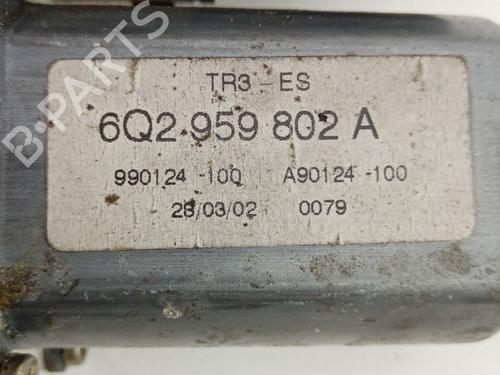 TR3 - ES
6Q2 959 802 A
990124 -100 A90124 -100
28/03/02 0079
B-PARTS